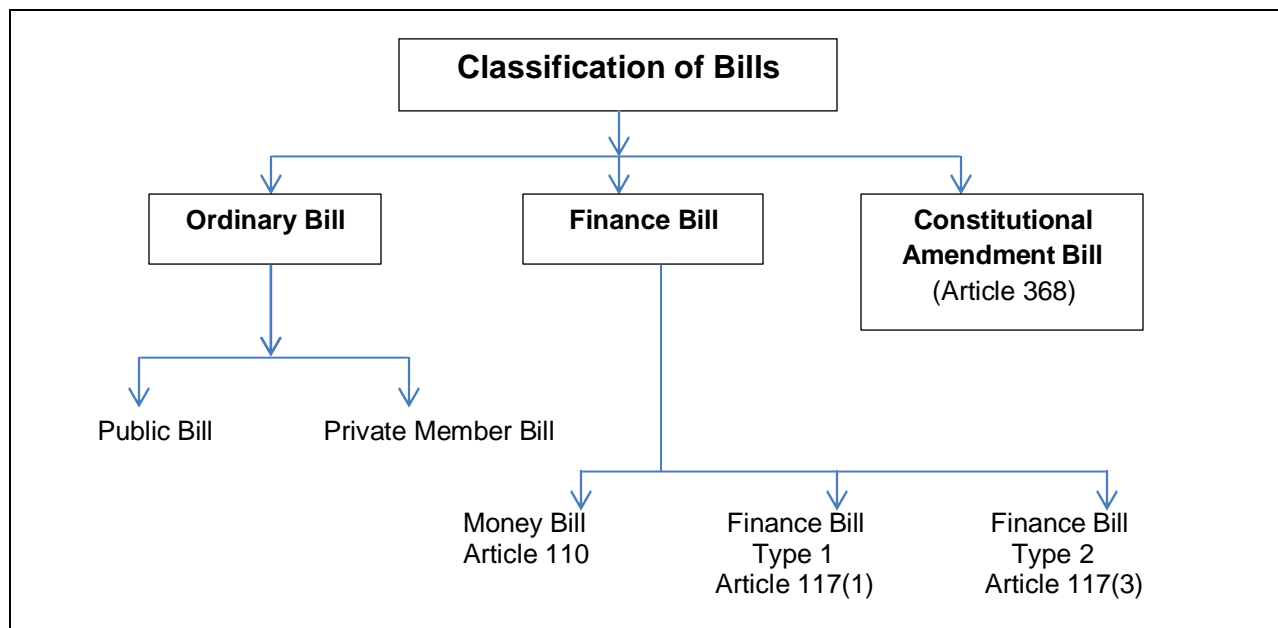 Classification of Bills
Ordinary Bill
Finance Bill
Constitutional
Amendment Bill
(Article 368)
Public Bill
Private Member Bill
Money Bill
Article 110
Finance Bill
Type 1
Article 117(1)
Finance Bill
Type 2
Article 117(3)